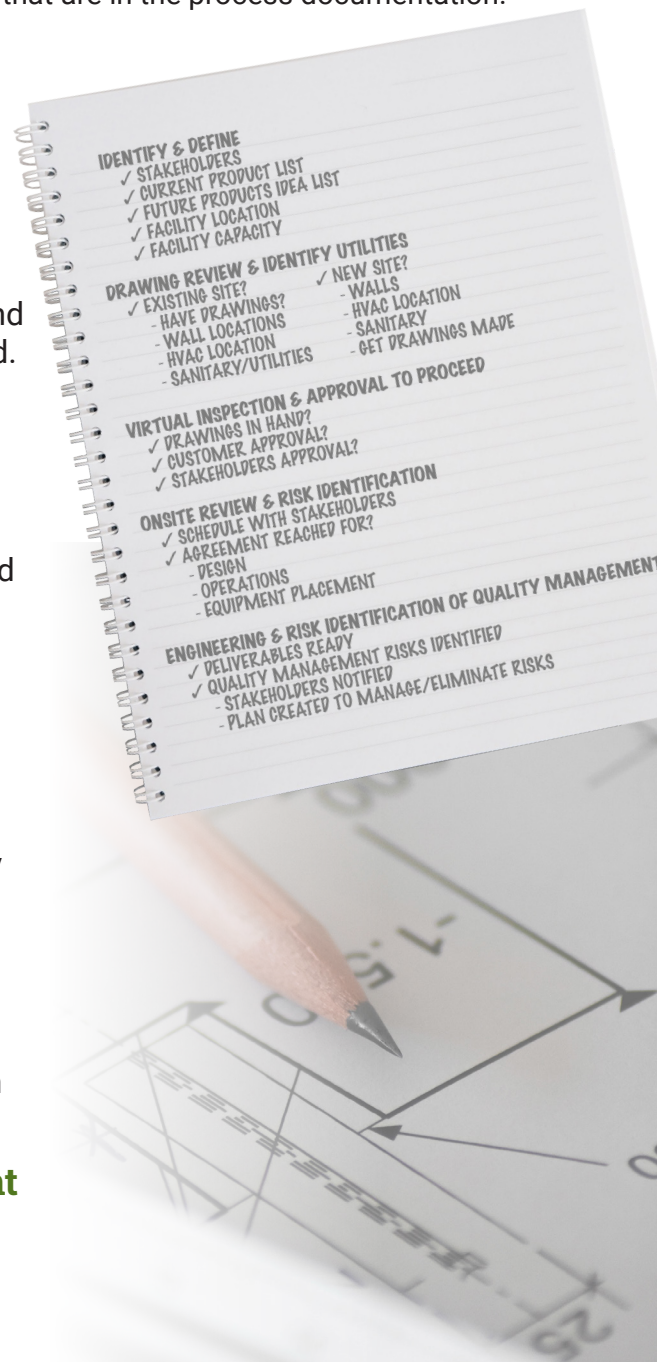 that are in the process documentation.
IDENTIFY & DEFINE
✓ STAKEHOLDERS
✓ CURRENT PRODUCT LIST
✓ FUTURE PRODUCTS IDEA LIST
✓ FACILITY LOCATION
✓ FACILITY CAPACITY
DRAWING REVIEW & IDENTIFY UTILITIES
✓ EXISTING SITE?
- HAVE DRAWINGS?
- WALL LOCATIONS
- HVAC LOCATION
- SANITARY/UTILITIES
✓ NEW SITE?
- WALLS
- HVAC LOCATION
- SANITARY
- GET DRAWINGS MADE
VIRTUAL INSPECTION & APPROVAL TO PROCEED
✓ DRAWINGS IN HAND?
✓ CUSTOMER APPROVAL?
✓ STAKEHOLDERS APPROVAL?
ONSITE REVIEW & RISK IDENTIFICATION
✓ SCHEDULE WITH STAKEHOLDERS
✓ AGREEMENT REACHED FOR?
- DESIGN
- OPERATIONS
- EQUIPMENT PLACEMENT
ENGINEERING & RISK IDENTIFICATION OF QUALITY MANAGEMENT
✓ DELIVERABLES READY
✓ QUALITY MANAGEMENT RISKS IDENTIFIED
- STAKEHOLDERS NOTIFIED
- PLAN CREATED TO MANAGE/ELIMINATE RISKS
-1
.50
25